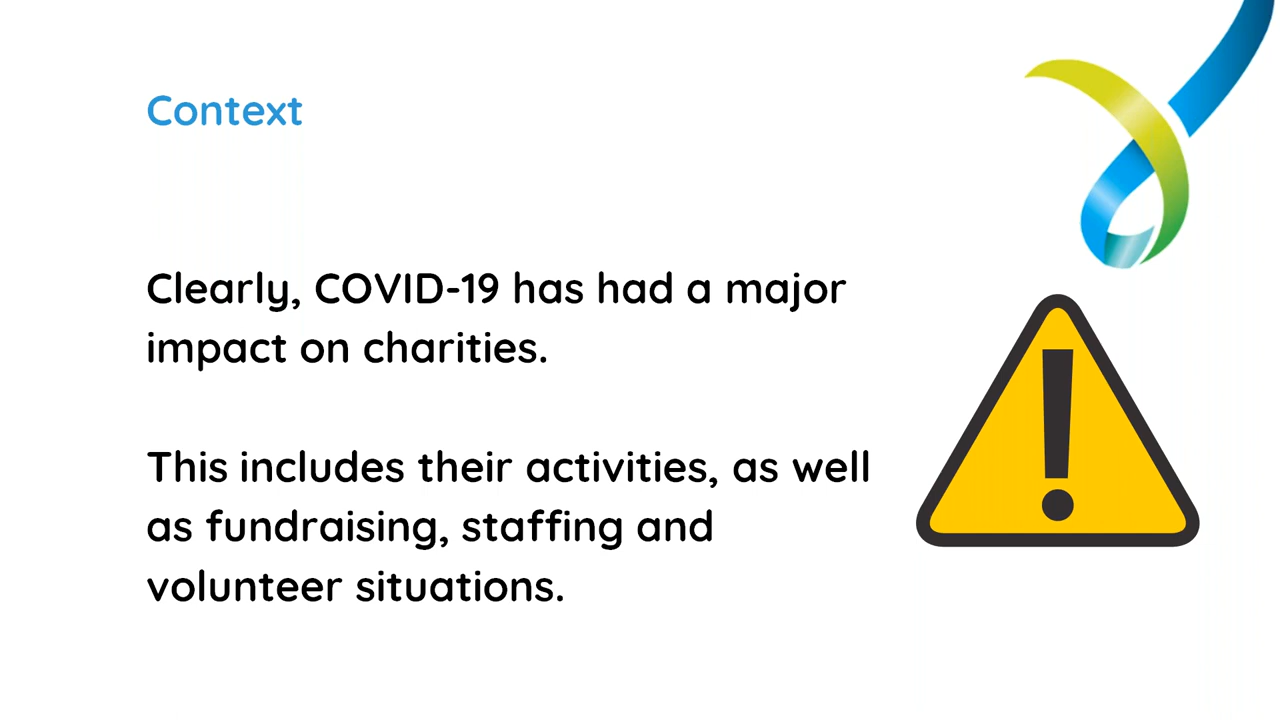 Context
Clearly, COVID-19 has had a major
impact on charities.
This includes their activities, as well
as fundraising, staffing and
volunteer situations.